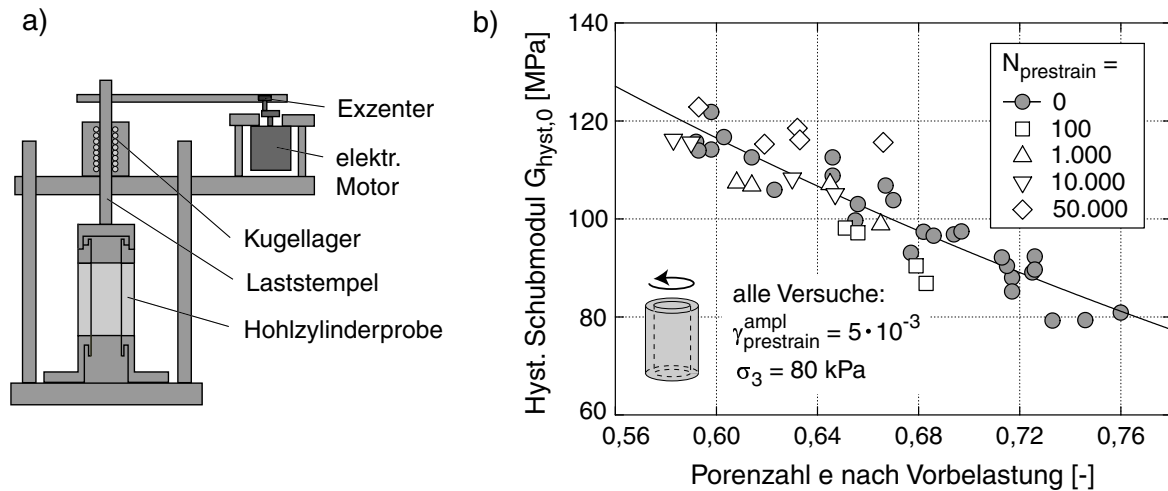 a)
Exzenter
elektr.
Motor
Kugellager
Laststempel
Hohlzylinderprobe
b)
Hyst. Schubmodul G_hyst,0 [MPa]
140
120
100
80
60
0,56 0,60 0,64 0,68 0,72 0,76
Porenzahl e nach Vorbelastung [-]
N_prestrain =
0
100
1.000
10.000
50.000
alle Versuche:
γ_prestrain^ampl = 5·10^-3
σ_3 = 80 kPa